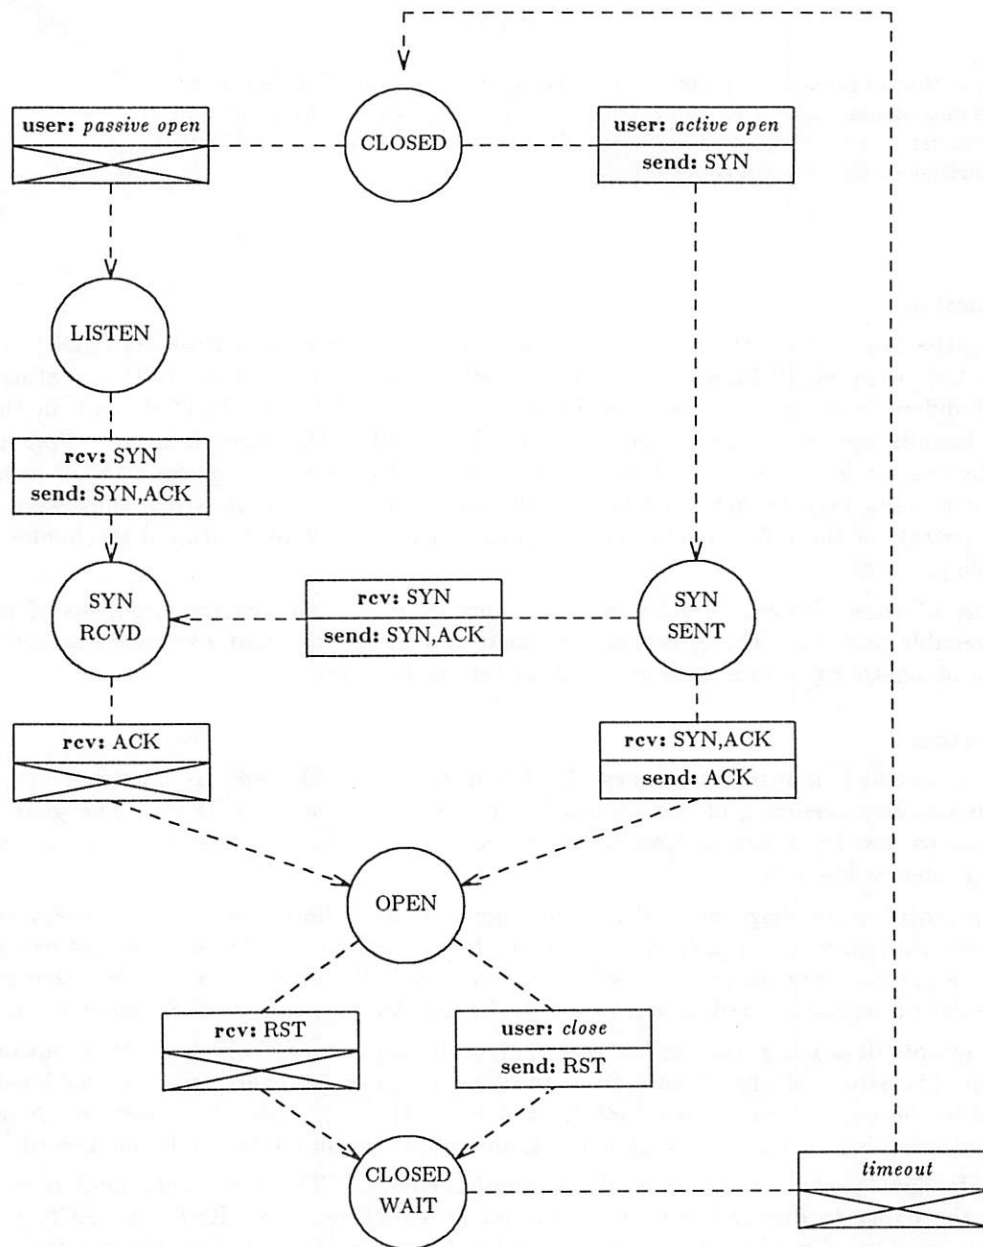 user: passive open
CLOSED
user: active open
send: SYN
LISTEN
rcv: SYN
send: SYN,ACK
SYN
RCVD
rcv: SYN
send: SYN,ACK
SYN
SENT
rcv: ACK
rcv: SYN,ACK
send: ACK
OPEN
rcv: RST
user: close
send: RST
CLOSED
WAIT
timeout